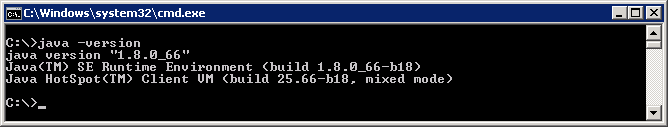 C:\Windows\system32\cmd.exe
C:\>java -version
java version "1.8.0_66"
Java(TM) SE Runtime Environment (build 1.8.0_66-b18)
Java HotSpot(TM) Client VM (build 25.66-b18, mixed mode)
C:\>_